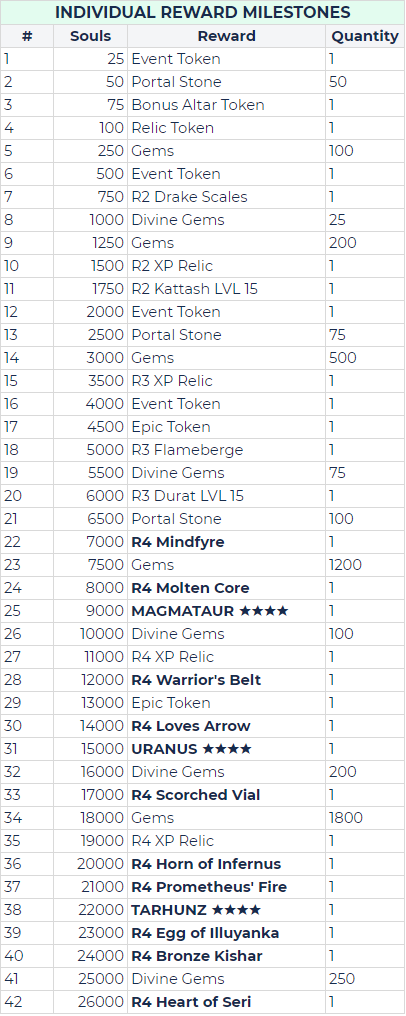 INDIVIDUAL REWARD MILESTONES
# Souls Reward Quantity
1 25 Event Token 1
2 50 Portal Stone 50
3 75 Bonus Altar Token 1
4 100 Relic Token 1
5 250 Gems 100
6 500 Event Token 1
7 750 R2 Drake Scales 1
8 1000 Divine Gems 25
9 1250 Gems 200
10 1500 R2 XP Relic 1
11 1750 R2 Kattash LVL 15 1
12 2000 Event Token 1
13 2500 Portal Stone 75
14 3000 Gems 500
15 3500 R3 XP Relic 1
16 4000 Event Token 1
17 4500 Epic Token 1
18 5000 R3 Flameberge 1
19 5500 Divine Gems 75
20 6000 R3 Durat LVL 15 1
21 6500 Portal Stone 100
22 7000 R4 Mindfyre 1
23 7500 Gems 1200
24 8000 R4 Molten Core 1
25 9000 MAGMATAUR ★★★★ 1
26 10000 Divine Gems 100
27 11000 R4 XP Relic 1
28 12000 R4 Warrior's Belt 1
29 13000 Epic Token 1
30 14000 R4 Loves Arrow 1
31 15000 URANUS ★★★★ 1
32 16000 Divine Gems 200
33 17000 R4 Scorched Vial 1
34 18000 Gems 1800
35 19000 R4 XP Relic 1
36 20000 R4 Horn of Infernus 1
37 21000 R4 Prometheus' Fire 1
38 22000 TARHUNZ ★★★★ 1
39 23000 R4 Egg of Illuyanka 1
40 24000 R4 Bronze Kishar 1
41 25000 Divine Gems 250
42 26000 R4 Heart of Seri 1